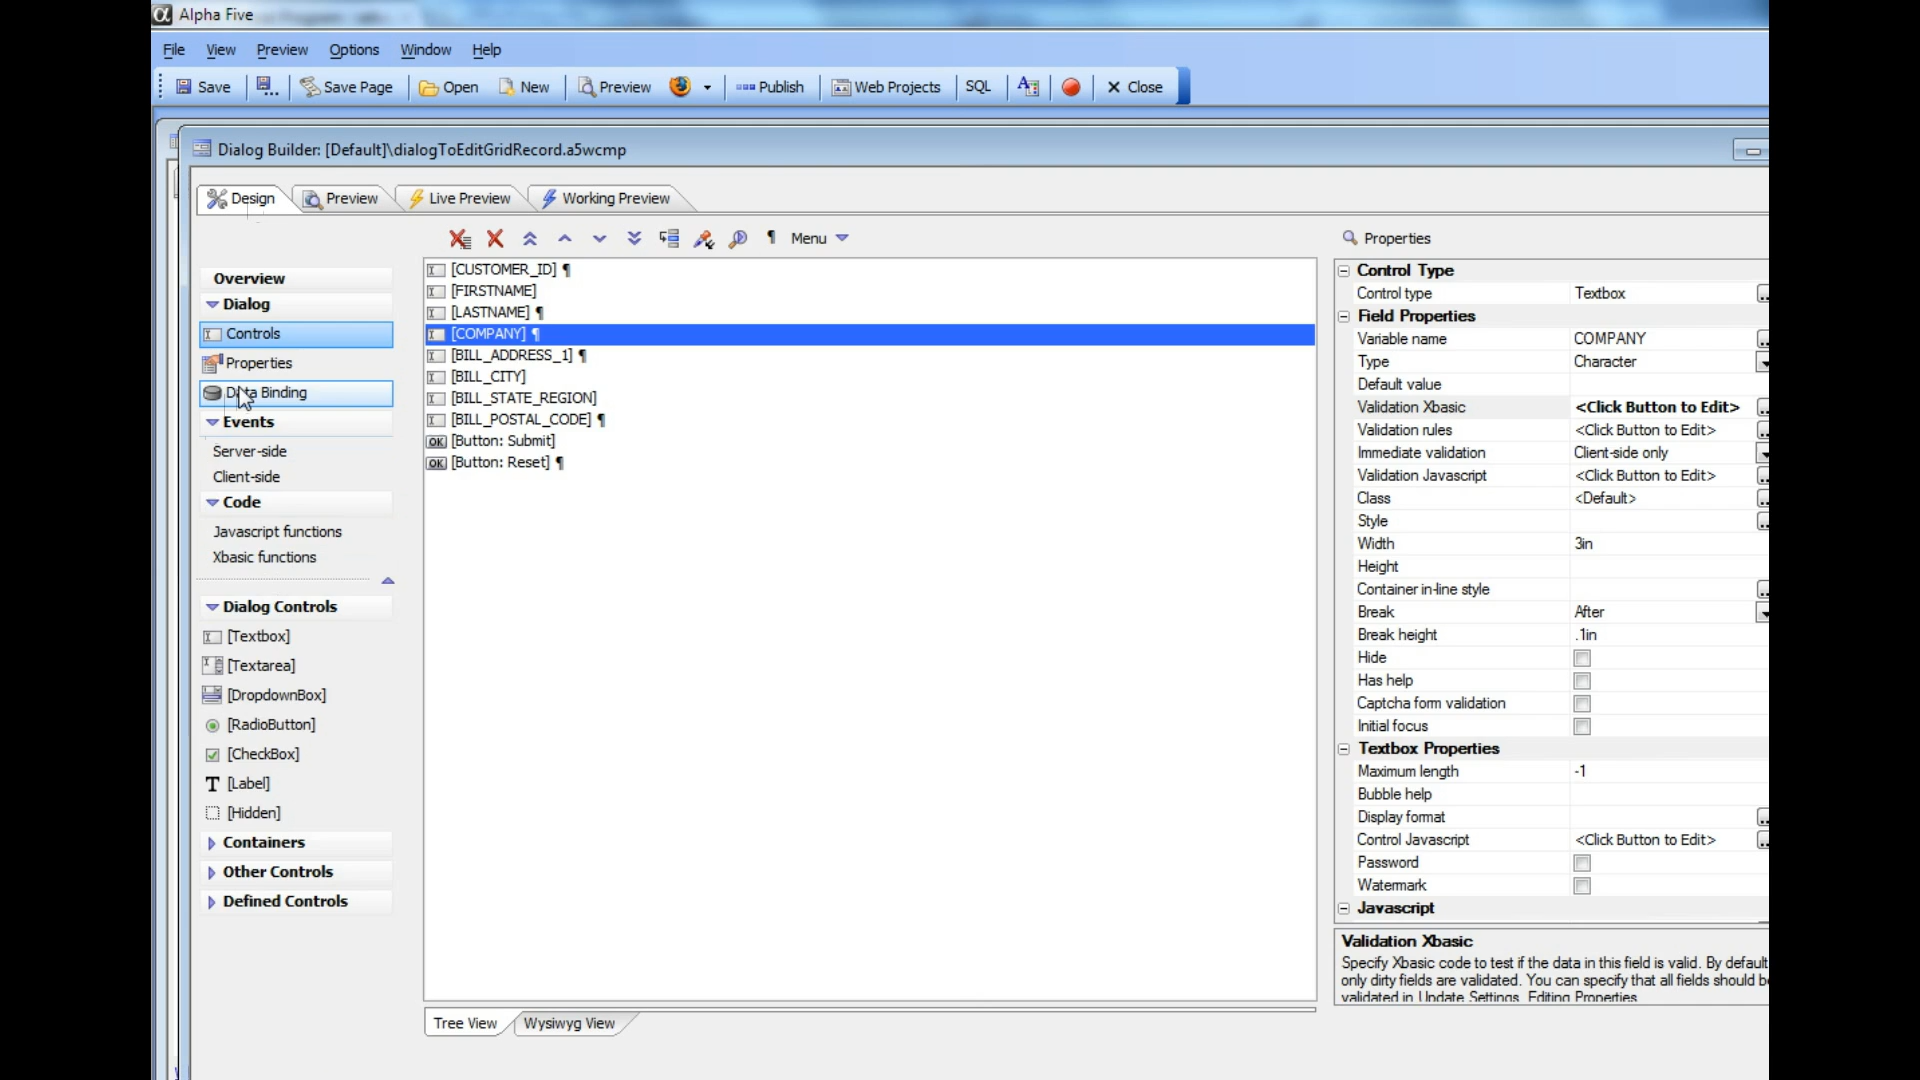 Alpha Five
File View Preview Options Window Help
Save Save Page Open New Preview Publish Web Projects SQL Close
Dialog Builder: [Default]\dialogToEditGridRecord.a5wcmp
Design Preview Live Preview Working Preview
Menu
Properties
Overview
Dialog
Controls
Properties
Data Binding
Events
Server-side
Client-side
Code
Javascript functions
Xbasic functions
Dialog Controls
[Textbox]
[Textarea]
[DropdownBox]
[RadioButton]
[CheckBox]
[Label]
[Hidden]
Containers
Other Controls
Defined Controls
[CUSTOMER_ID] ¶
[FIRSTNAME]
[LASTNAME] ¶
[COMPANY] ¶
[BILL_ADDRESS_1] ¶
[BILL_CITY]
[BILL_STATE_REGION]
[BILL_POSTAL_CODE] ¶
OK [Button: Submit]
OK [Button: Reset] ¶
Tree View Wysiwyg View
Control Type
Control type Textbox
Field Properties
Variable name COMPANY
Type Character
Default value
Validation Xbasic <Click Button to Edit>
Validation rules <Click Button to Edit>
Immediate validation Client-side only
Validation Javascript <Click Button to Edit>
Class <Default>
Style
Width 3in
Height
Container in-line style
Break After
Break height .1in
Hide
Has help
Captcha form validation
Initial focus
Textbox Properties
Maximum length -1
Bubble help
Display format
Control Javascript <Click Button to Edit>
Password
Watermark
Javascript
Validation Xbasic
Specify Xbasic code to test if the data in this field is valid. By default
only dirty fields are validated. You can specify that all fields should b
validated in Update Settings, Editing Properties